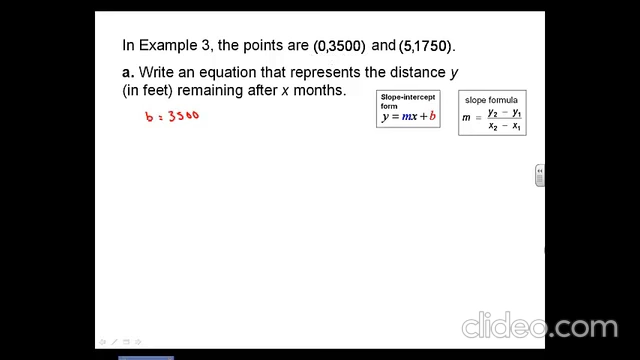 In Example 3, the points are (0,3500) and (5,1750).
a. Write an equation that represents the distance y
(in feet) remaining after x months.
b = 3500
Slope-intercept
form
y = mx + b
slope formula
m = y₂ − y₁
x₂ − x₁
clideo.com